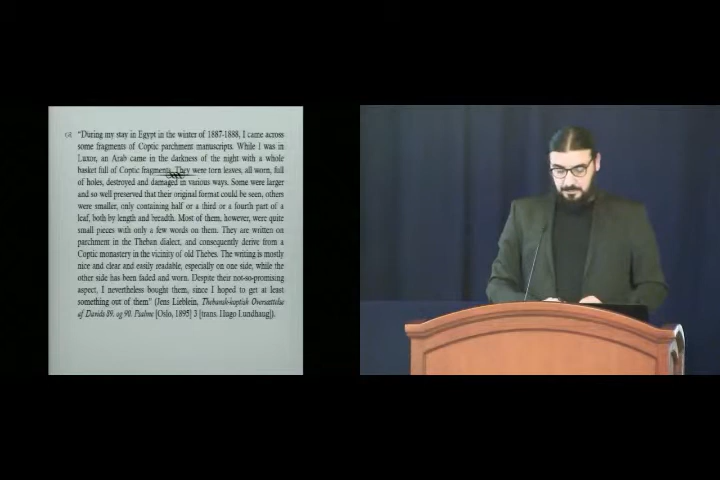 (4) "During my stay in Egypt in the winter of 1887-1888, I came across
some fragments of Coptic parchment manuscripts. While I was in
Luxor, an Arab came in the darkness of the night with a whole
basket full of Coptic fragments. They were torn leaves, all worn, full
of holes, destroyed and damaged in various ways. Some were larger
and so well preserved that their original format could be seen, others
were smaller, only containing half or a third or a fourth part of a
leaf, both by length and breadth. Most of them, however, were quite
small pieces with only a few words on them. They are written on
parchment in the Theban dialect, and consequently derive from a
Coptic monastery in the vicinity of old Thebes. The writing is mostly
nice and clear and easily readable, especially on one side, while the
other side has been faded and worn. Despite their not-so-promising
aspect, I nevertheless bought them, since I hoped to get at least
something out of them" (Jens Lieblein, Thebansk-koptisk Oversættelse
af Davids 89. og 90. Psalme [Oslo, 1895] 3 [trans. Hugo Lundhaug]).